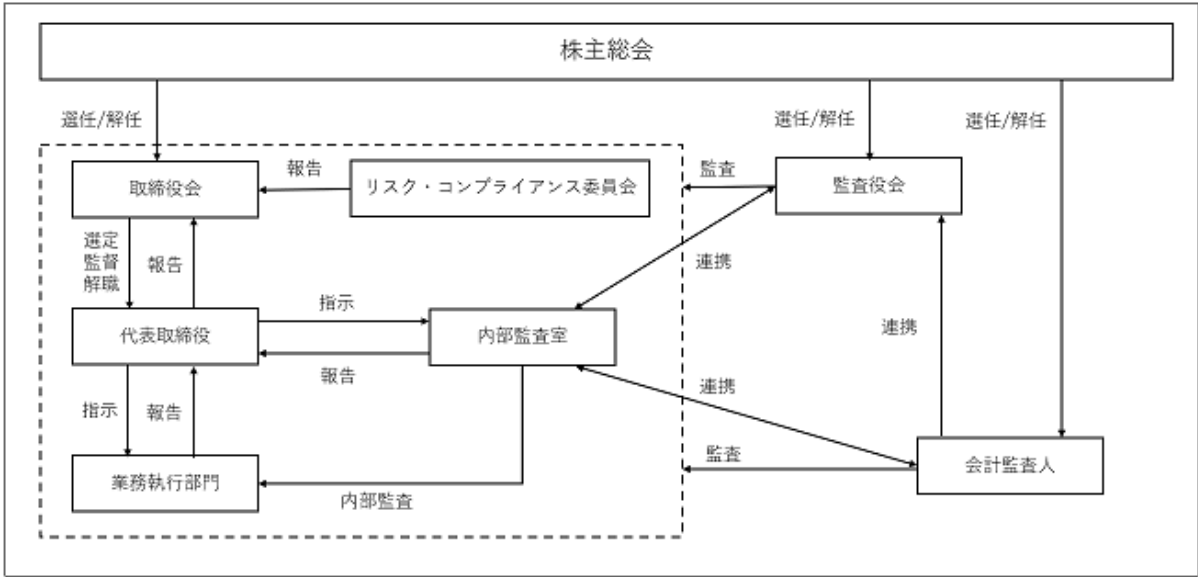 株主総会
選任/解任
選任/解任
選任/解任
取締役会
報告
リスク・コンプライアンス委員会
監査
監査役会
選定
監督
解職
報告
連携
代表取締役
指示
内部監査室
報告
連携
指示
報告
連携
業務執行部門
内部監査
監査
会計監査人